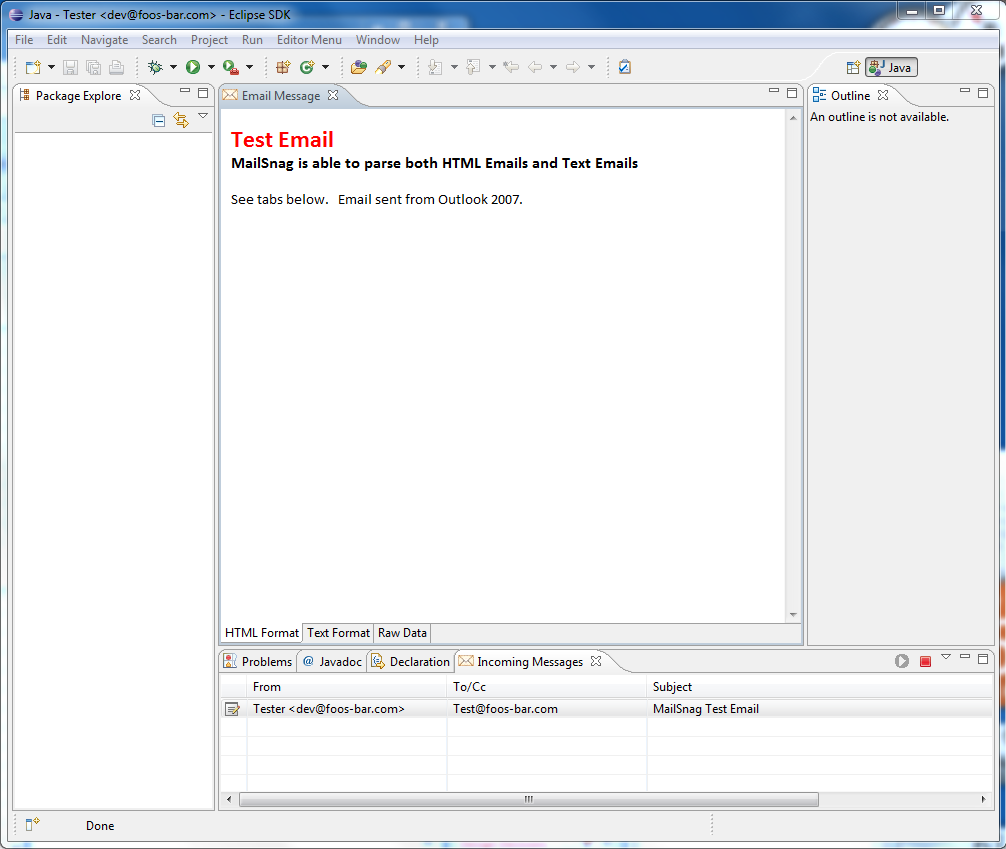 Java - Tester <dev@foos-bar.com> - Eclipse SDK
File Edit Navigate Search Project Run Editor Menu Window Help
Java
Package Explore
Email Message
Outline
An outline is not available.
Test Email
MailSnag is able to parse both HTML Emails and Text Emails
See tabs below. Email sent from Outlook 2007.
HTML Format Text Format Raw Data
Problems @ Javadoc Declaration Incoming Messages
From To/Cc Subject
Tester <dev@foos-bar.com> Test@foos-bar.com MailSnag Test Email
Done